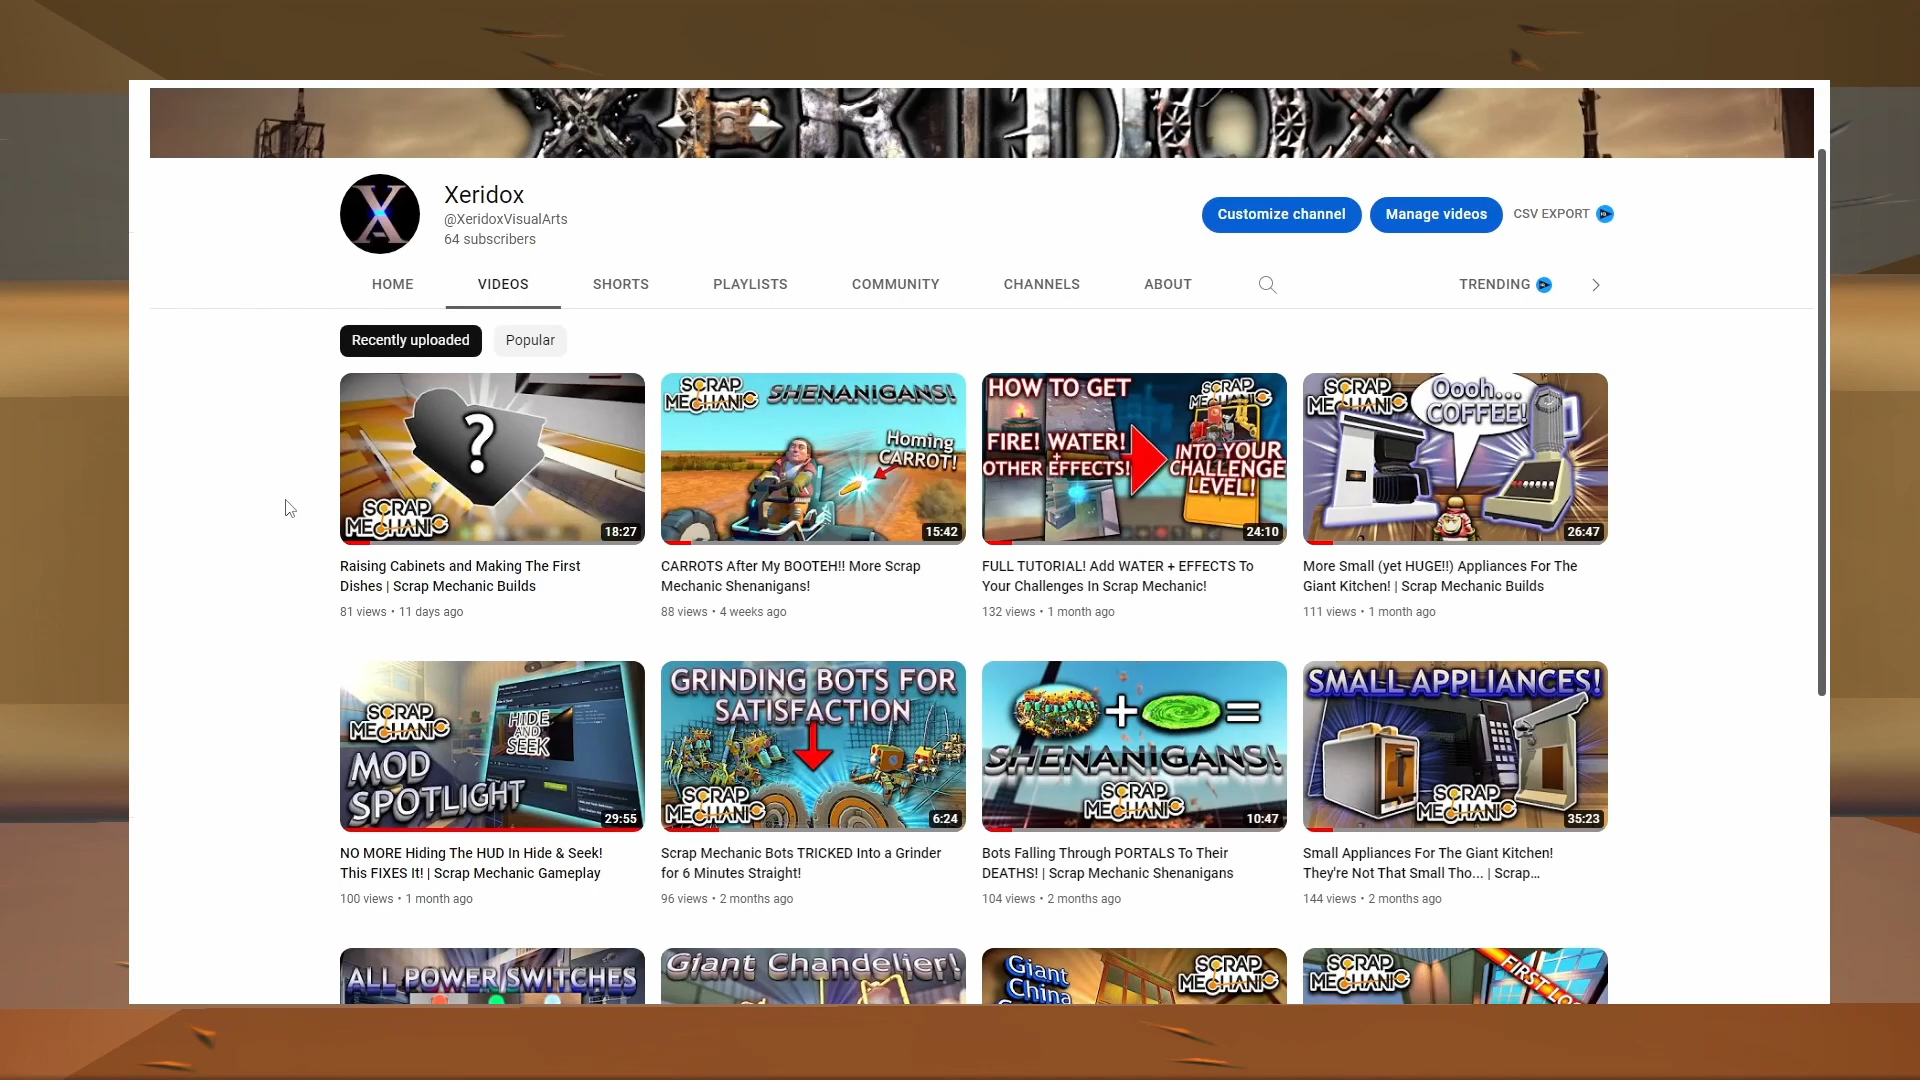 XERIDOX
Xeridox
@XeridoxVisualArts
64 subscribers
Customize channel
Manage videos
CSV EXPORT
HOME
VIDEOS
SHORTS
PLAYLISTS
COMMUNITY
CHANNELS
ABOUT
TRENDING
Recently uploaded
Popular
?
SCRAP
MECHANIC
18:27
SCRAP
MECHANIC
SHENANIGANS!
Homing
CARROT!
15:42
HOW TO GET
FIRE! WATER!
+
OTHER EFFECTS!
SCRAP
MECHANIC
INTO YOUR
CHALLENGE
LEVEL!
24:10
SCRAP
MECHANIC
Oooh...
COFFEE!
26:47
Raising Cabinets and Making The First
Dishes | Scrap Mechanic Builds
81 views • 11 days ago
CARROTS After My BOOTEH!! More Scrap
Mechanic Shenanigans!
88 views • 4 weeks ago
FULL TUTORIAL! Add WATER + EFFECTS To
Your Challenges In Scrap Mechanic!
132 views • 1 month ago
More Small (yet HUGE!!) Appliances For The
Giant Kitchen! | Scrap Mechanic Builds
111 views • 1 month ago
SCRAP
MECHANIC
MOD
SPOTLIGHT
HIDE
AND
SEEK
29:55
GRINDING BOTS FOR
SATISFACTION
SCRAP
MECHANIC
6:24
+ =
SHENANIGANS!
SCRAP
MECHANIC
10:47
SMALL APPLIANCES!
SCRAP
MECHANIC
35:23
NO MORE Hiding The HUD In Hide & Seek!
This FIXES It! | Scrap Mechanic Gameplay
100 views • 1 month ago
Scrap Mechanic Bots TRICKED Into a Grinder
for 6 Minutes Straight!
96 views • 2 months ago
Bots Falling Through PORTALS To Their
DEATHS! | Scrap Mechanic Shenanigans
104 views • 2 months ago
Small Appliances For The Giant Kitchen!
They're Not That Small Tho... | Scrap...
144 views • 2 months ago
ALL POWER SWITCHES
Giant Chandelier!
Giant
China
SCRAP
MECHANIC
SCRAP
MECHANIC
FIRST